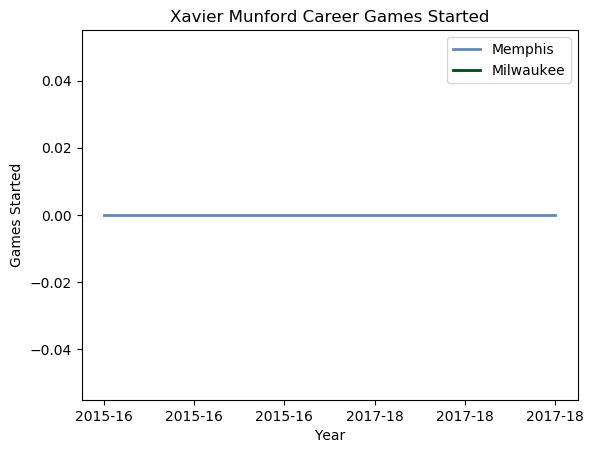 Xavier Munford Career Games Started
Memphis
Milwaukee
0.04
0.02
0.00
−0.02
−0.04
Games Started
2015-16 2015-16 2015-16 2017-18 2017-18 2017-18
Year